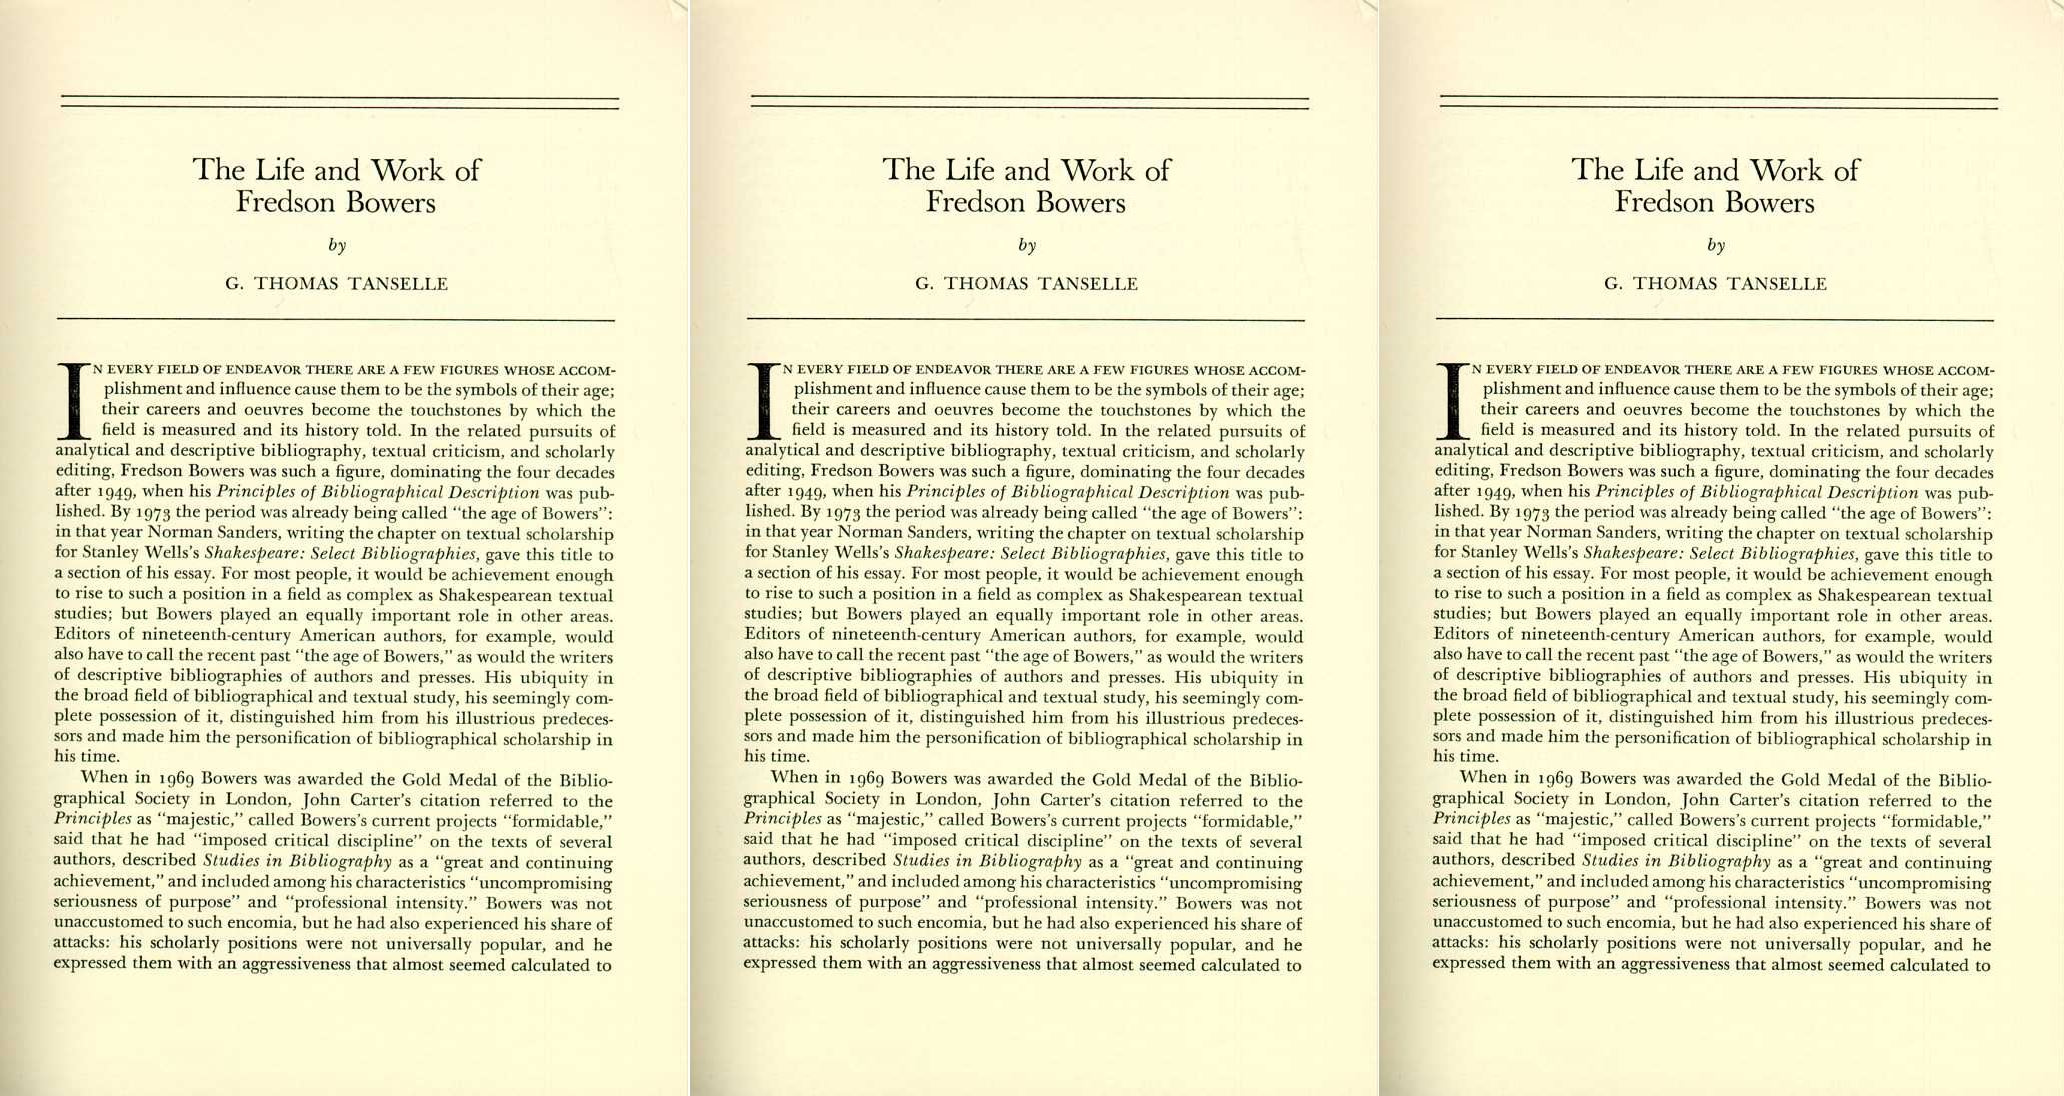 The Life and Work of
Fredson Bowers
by
G. THOMAS TANSELLE
IN EVERY FIELD OF ENDEAVOR THERE ARE A FEW FIGURES WHOSE ACCOM-
plishment and influence cause them to be the symbols of their age;
their careers and oeuvres become the touchstones by which the
field is measured and its history told. In the related pursuits of
analytical and descriptive bibliography, textual criticism, and scholarly
editing, Fredson Bowers was such a figure, dominating the four decades
after 1949, when his Principles of Bibliographical Description was pub-
lished. By 1973 the period was already being called “the age of Bowers”:
in that year Norman Sanders, writing the chapter on textual scholarship
for Stanley Wells’s Shakespeare: Select Bibliographies, gave this title to
a section of his essay. For most people, it would be achievement enough
to rise to such a position in a field as complex as Shakespearean textual
studies; but Bowers played an equally important role in other areas.
Editors of nineteenth-century American authors, for example, would
also have to call the recent past “the age of Bowers,” as would the writers
of descriptive bibliographies of authors and presses. His ubiquity in
the broad field of bibliographical and textual study, his seemingly com-
plete possession of it, distinguished him from his illustrious predeces-
sors and made him the personification of bibliographical scholarship in
his time.
When in 1969 Bowers was awarded the Gold Medal of the Biblio-
graphical Society in London, John Carter’s citation referred to the
Principles as “majestic,” called Bowers’s current projects “formidable,”
said that he had “imposed critical discipline” on the texts of several
authors, described Studies in Bibliography as a “great and continuing
achievement,” and included among his characteristics “uncompromising
seriousness of purpose” and “professional intensity.” Bowers was not
unaccustomed to such encomia, but he had also experienced his share of
attacks: his scholarly positions were not universally popular, and he
expressed them with an aggressiveness that almost seemed calculated to
The Life and Work of
Fredson Bowers
by
G. THOMAS TANSELLE
IN EVERY FIELD OF ENDEAVOR THERE ARE A FEW FIGURES WHOSE ACCOM-
plishment and influence cause them to be the symbols of their age;
their careers and oeuvres become the touchstones by which the
field is measured and its history told. In the related pursuits of
analytical and descriptive bibliography, textual criticism, and scholarly
editing, Fredson Bowers was such a figure, dominating the four decades
after 1949, when his Principles of Bibliographical Description was pub-
lished. By 1973 the period was already being called “the age of Bowers”:
in that year Norman Sanders, writing the chapter on textual scholarship
for Stanley Wells’s Shakespeare: Select Bibliographies, gave this title to
a section of his essay. For most people, it would be achievement enough
to rise to such a position in a field as complex as Shakespearean textual
studies; but Bowers played an equally important role in other areas.
Editors of nineteenth-century American authors, for example, would
also have to call the recent past “the age of Bowers,” as would the writers
of descriptive bibliographies of authors and presses. His ubiquity in
the broad field of bibliographical and textual study, his seemingly com-
plete possession of it, distinguished him from his illustrious predeces-
sors and made him the personification of bibliographical scholarship in
his time.
When in 1969 Bowers was awarded the Gold Medal of the Biblio-
graphical Society in London, John Carter’s citation referred to the
Principles as “majestic,” called Bowers’s current projects “formidable,”
said that he had “imposed critical discipline” on the texts of several
authors, described Studies in Bibliography as a “great and continuing
achievement,” and included among his characteristics “uncompromising
seriousness of purpose” and “professional intensity.” Bowers was not
unaccustomed to such encomia, but he had also experienced his share of
attacks: his scholarly positions were not universally popular, and he
expressed them with an aggressiveness that almost seemed calculated to
The Life and Work of
Fredson Bowers
by
G. THOMAS TANSELLE
IN EVERY FIELD OF ENDEAVOR THERE ARE A FEW FIGURES WHOSE ACCOM-
plishment and influence cause them to be the symbols of their age;
their careers and oeuvres become the touchstones by which the
field is measured and its history told. In the related pursuits of
analytical and descriptive bibliography, textual criticism, and scholarly
editing, Fredson Bowers was such a figure, dominating the four decades
after 1949, when his Principles of Bibliographical Description was pub-
lished. By 1973 the period was already being called “the age of Bowers”:
in that year Norman Sanders, writing the chapter on textual scholarship
for Stanley Wells’s Shakespeare: Select Bibliographies, gave this title to
a section of his essay. For most people, it would be achievement enough
to rise to such a position in a field as complex as Shakespearean textual
studies; but Bowers played an equally important role in other areas.
Editors of nineteenth-century American authors, for example, would
also have to call the recent past “the age of Bowers,” as would the writers
of descriptive bibliographies of authors and presses. His ubiquity in
the broad field of bibliographical and textual study, his seemingly com-
plete possession of it, distinguished him from his illustrious predeces-
sors and made him the personification of bibliographical scholarship in
his time.
When in 1969 Bowers was awarded the Gold Medal of the Biblio-
graphical Society in London, John Carter’s citation referred to the
Principles as “majestic,” called Bowers’s current projects “formidable,”
said that he had “imposed critical discipline” on the texts of several
authors, described Studies in Bibliography as a “great and continuing
achievement,” and included among his characteristics “uncompromising
seriousness of purpose” and “professional intensity.” Bowers was not
unaccustomed to such encomia, but he had also experienced his share of
attacks: his scholarly positions were not universally popular, and he
expressed them with an aggressiveness that almost seemed calculated to